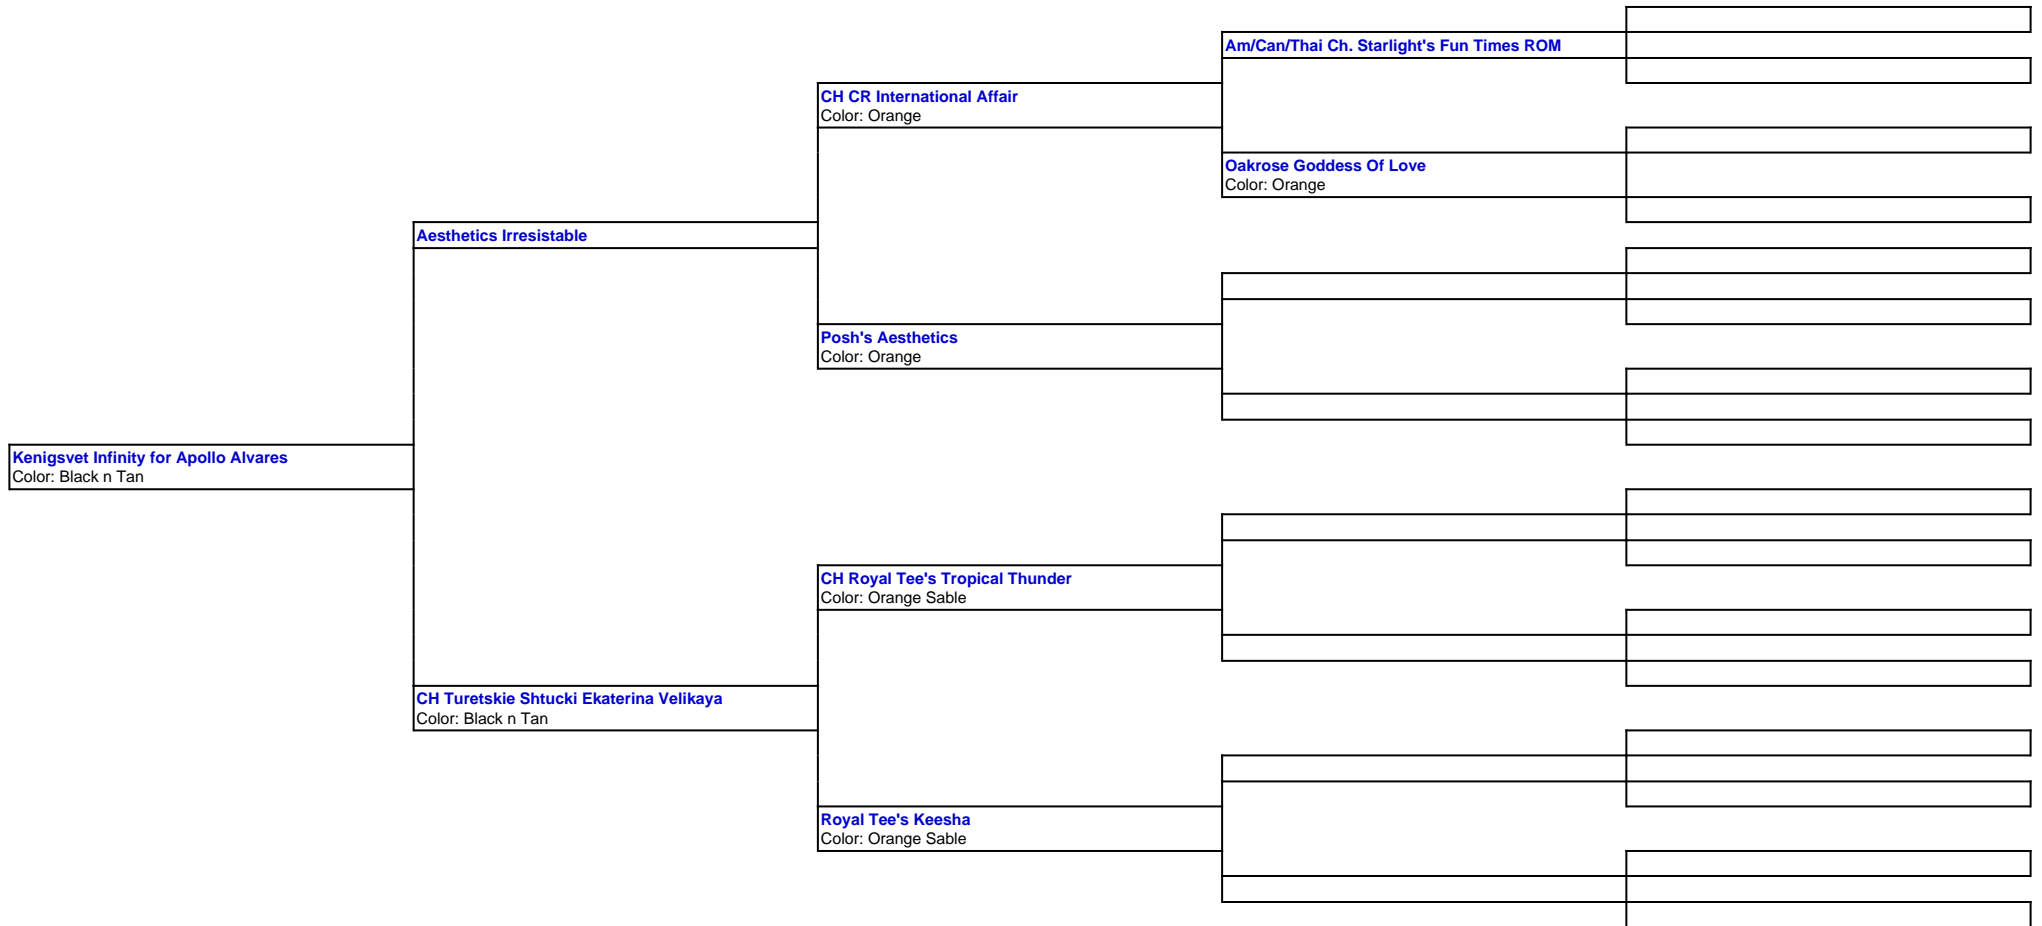 Am/Can/Thai Ch. Starlight's Fun Times ROM
CH CR International Affair
Color: Orange
Oakrose Goddess Of Love
Color: Orange
Aesthetics Irresistable
Posh's Aesthetics
Color: Orange
Kenigsvet Infinity for Apollo Alvares
Color: Black n Tan
CH Royal Tee's Tropical Thunder
Color: Orange Sable
CH Turetskie Shtucki Ekaterina Velikaya
Color: Black n Tan
Royal Tee's Keesha
Color: Orange Sable